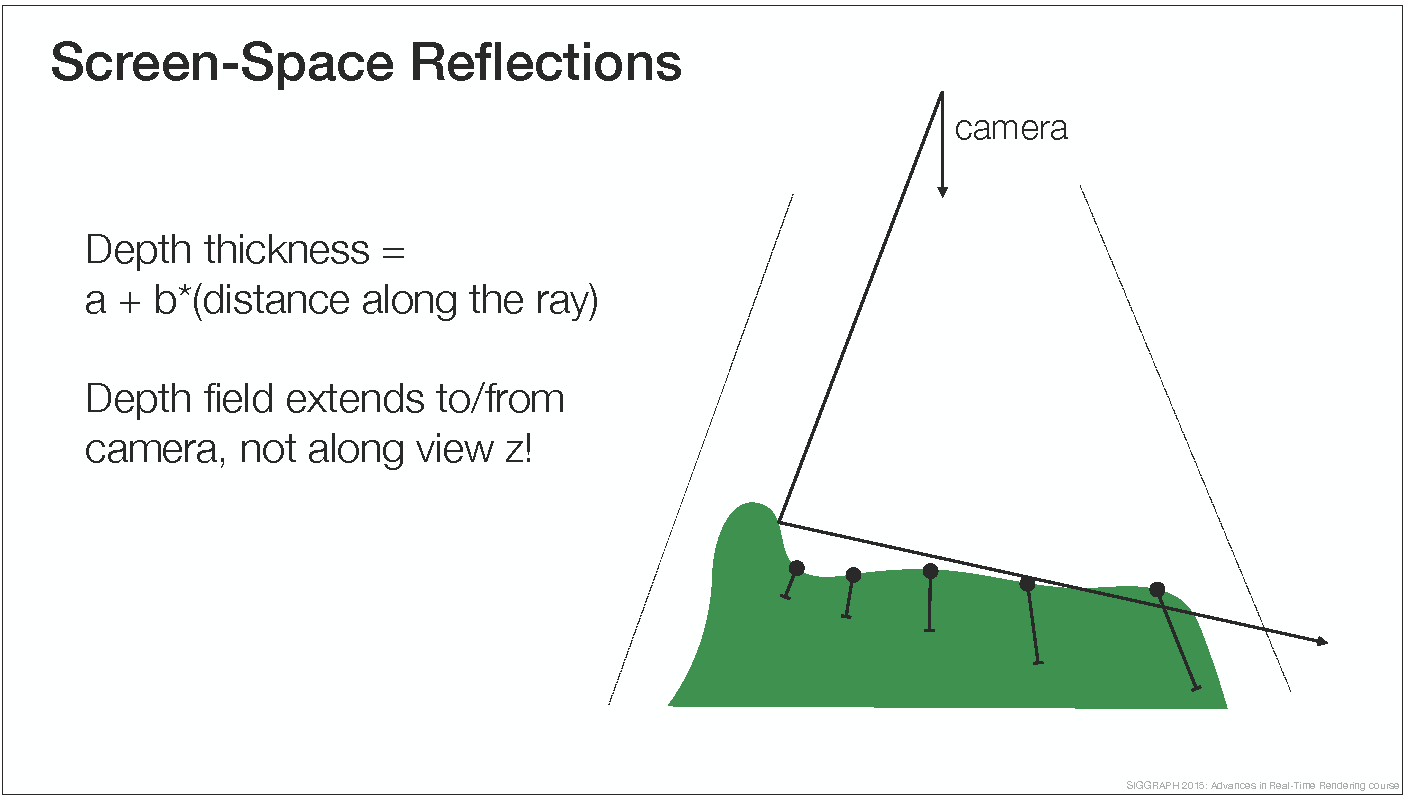 Screen-Space Reflections
camera
Depth thickness =
a + b*(distance along the ray)
Depth field extends to/from
camera, not along view z!
SIGGRAPH 2015: Advances in Real-Time Rendering course